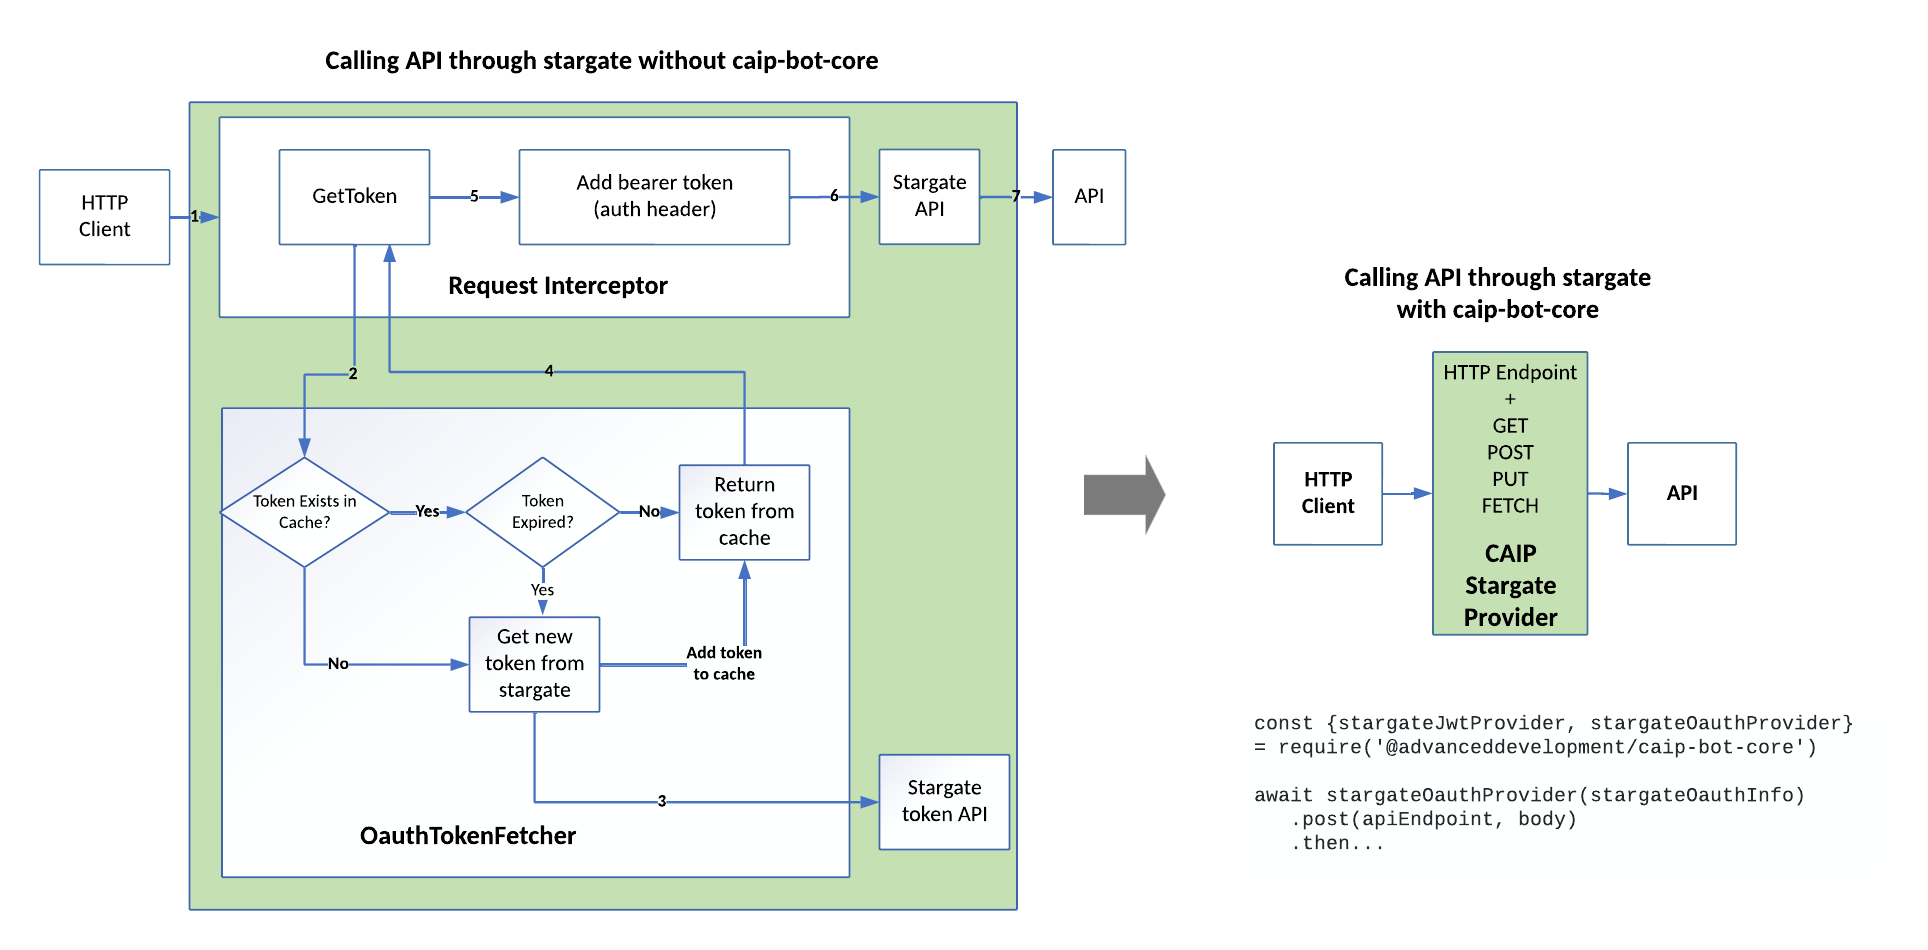 Calling API through stargate without caip-bot-core
HTTP
Client
1
GetToken
5
Add bearer token
(auth header)
6
Stargate
API
7
API
Request Interceptor
2
4
Token Exists in
Cache?
Yes
Token
Expired?
No
Return
token from
cache
Yes
No
Get new
token from
stargate
Add token
to cache
3
Stargate
token API
OauthTokenFetcher
Calling API through stargate
with caip-bot-core
HTTP
Client
HTTP Endpoint
+
GET
POST
PUT
FETCH
CAIP
Stargate
Provider
API
const {stargateJwtProvider, stargateOauthProvider}
= require('@advanceddevelopment/caip-bot-core')
await stargateOauthProvider(stargateOauthInfo)
.post(apiEndpoint, body)
.then...